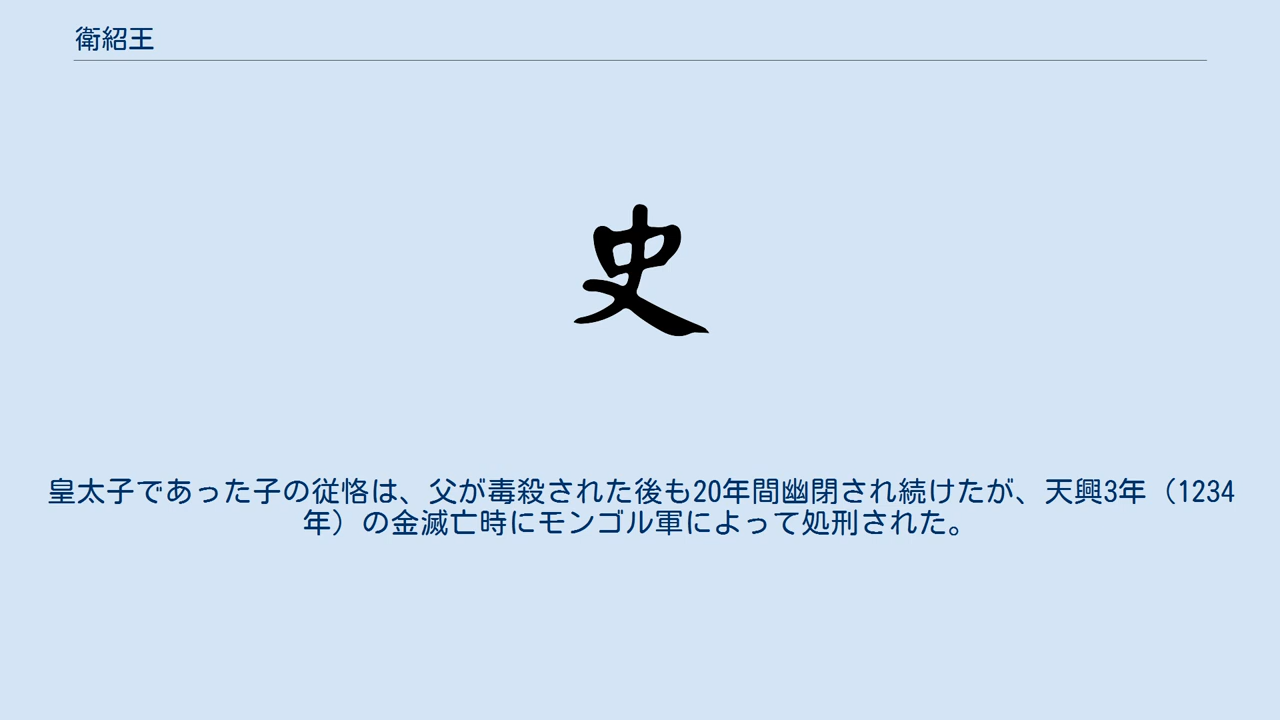 衛紹王
史
皇太子であった子の従恪は、父が毒殺された後も20年間幽閉され続けたが、天興3年（1234
年）の金滅亡時にモンゴル軍によって処刑された。